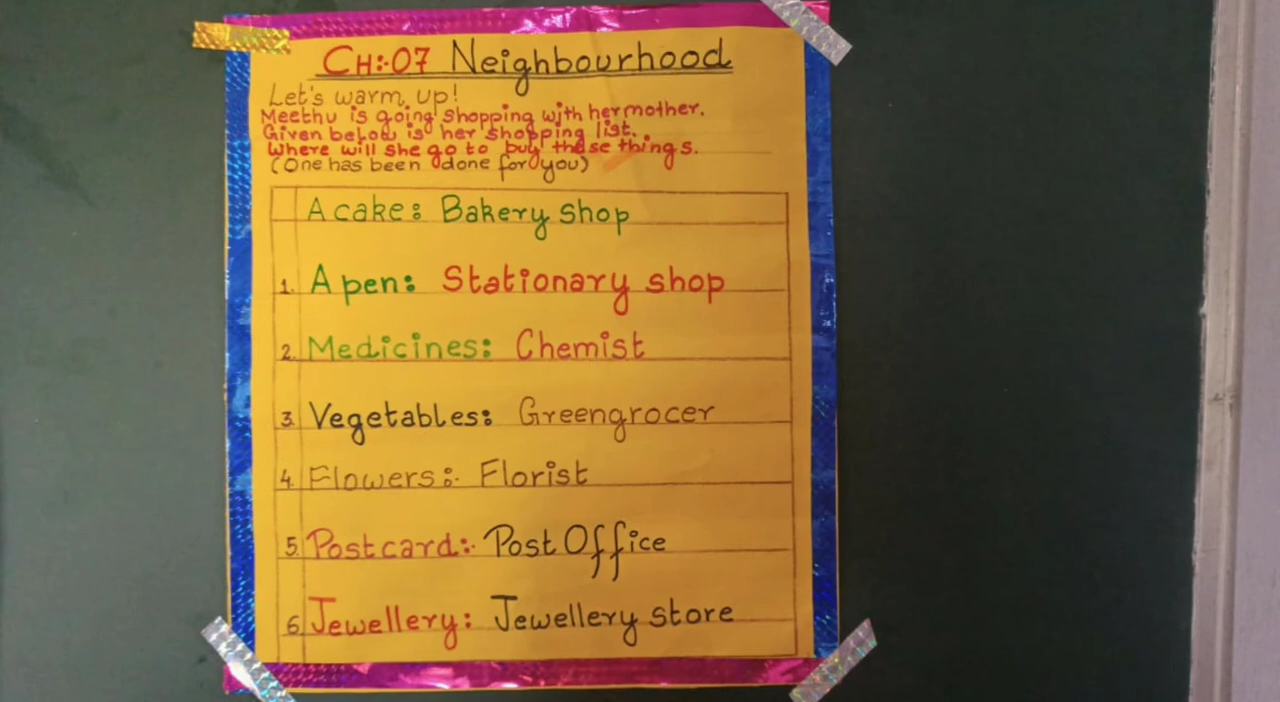 CH:-07 Neighbourhood
Let's warm up!
Meethu is going shopping with her mother.
Given below is her shopping list.
Where will she go to buy these things.
(One has been done for you)
A cake: Bakery shop
1. A pen: Stationary shop
2. Medicines: Chemist
3. Vegetables: Greengrocer
4. Flowers:- Florist
5. Postcard:- Post Office
6. Jewellery: Jewellery store